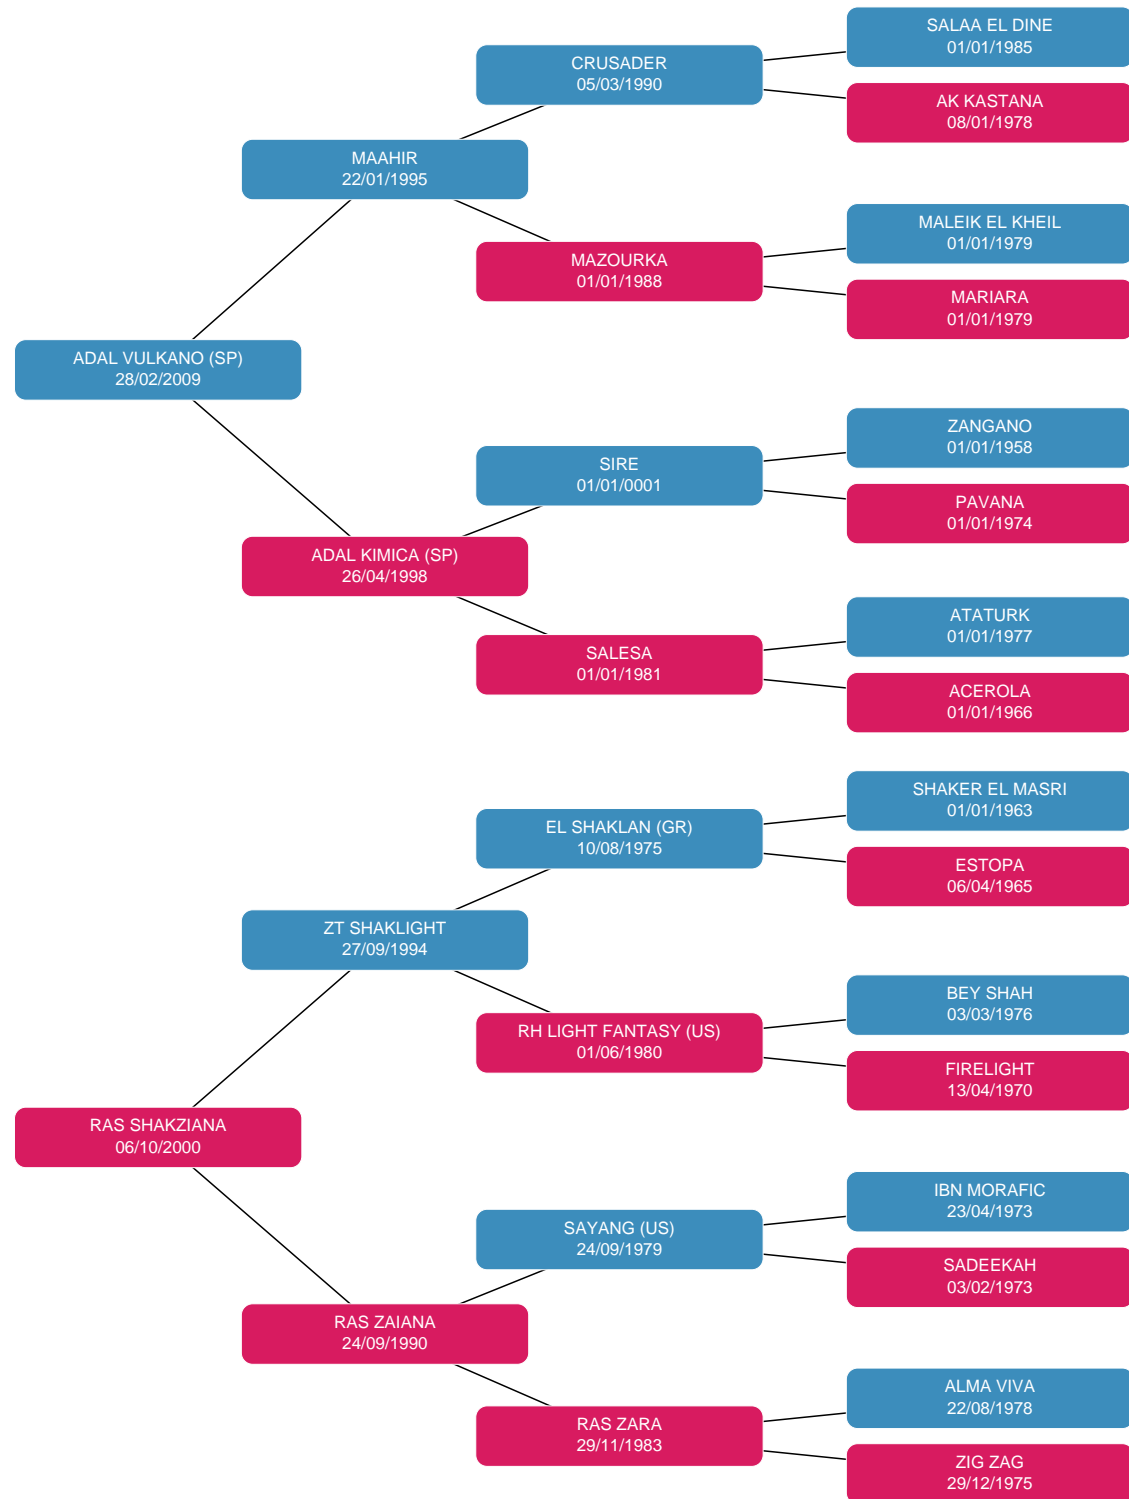 SALAA EL DINE
01/01/1985
CRUSADER
05/03/1990
AK KASTANA
08/01/1978
MAAHIR
22/01/1995
MALEIK EL KHEIL
01/01/1979
MAZOURKA
01/01/1988
MARIARA
01/01/1979
ADAL VULKANO (SP)
28/02/2009
ZANGANO
01/01/1958
SIRE
01/01/0001
PAVANA
01/01/1974
ADAL KIMICA (SP)
26/04/1998
ATATURK
01/01/1977
SALESA
01/01/1981
ACEROLA
01/01/1966
SHAKER EL MASRI
01/01/1963
EL SHAKLAN (GR)
10/08/1975
ESTOPA
06/04/1965
ZT SHAKLIGHT
27/09/1994
BEY SHAH
03/03/1976
RH LIGHT FANTASY (US)
01/06/1980
FIRELIGHT
13/04/1970
RAS SHAKZIANA
06/10/2000
IBN MORAFIC
23/04/1973
SAYANG (US)
24/09/1979
SADEEKAH
03/02/1973
RAS ZAIANA
24/09/1990
ALMA VIVA
22/08/1978
RAS ZARA
29/11/1983
ZIG ZAG
29/12/1975